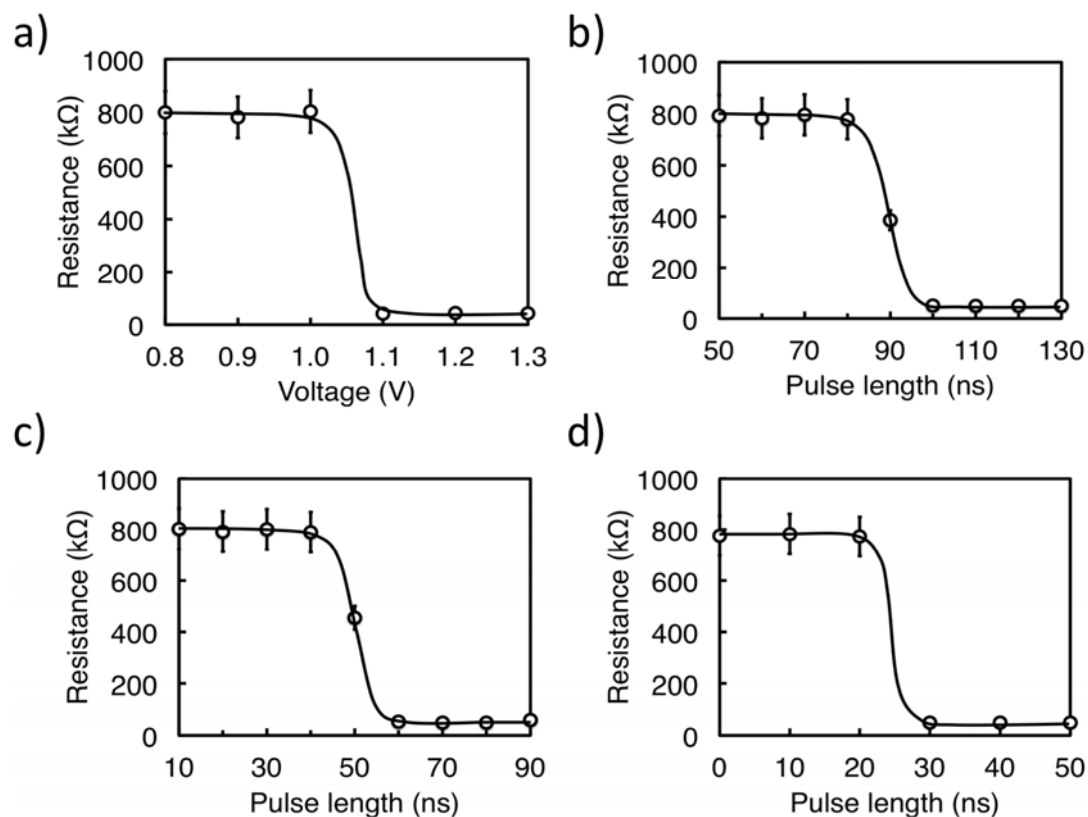 a)
1000
800
600
400
200
0
Resistance (kΩ)
0.8 0.9 1.0 1.1 1.2 1.3
Voltage (V)
b)
1000
800
600
400
200
0
Resistance (kΩ)
50 70 90 110 130
Pulse length (ns)
c)
1000
800
600
400
200
0
Resistance (kΩ)
10 30 50 70 90
Pulse length (ns)
d)
1000
800
600
400
200
0
Resistance (kΩ)
0 10 20 30 40 50
Pulse length (ns)